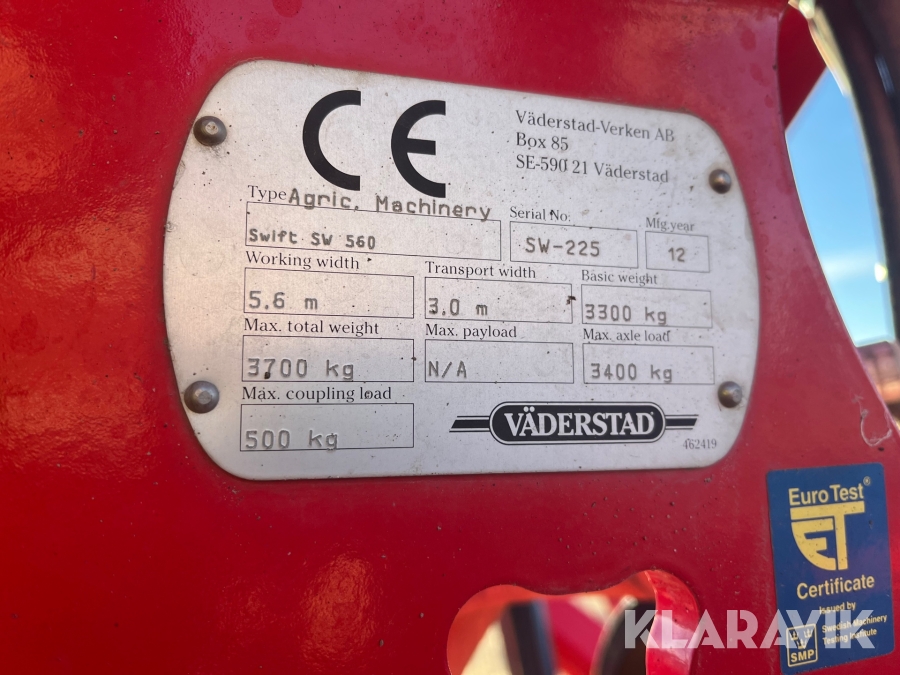 CE
Väderstad-Verken AB
Box 85
SE-590 21 Väderstad
Type Agric. Machinery
Swift SW 560
Serial No:
SW-225
Mfg.year
12
Working width
5.6 m
Transport width
3.0 m
Basic weight
3300 kg
Max. total weight
3700 kg
Max. payload
N/A
Max. axle load
3400 kg
Max. coupling load
500 kg
VÄDERSTAD
462419
Euro Test®
ET
Certificate
Issued by
Swedish Machinery
Testing Institute
SMP
KLARAVIK